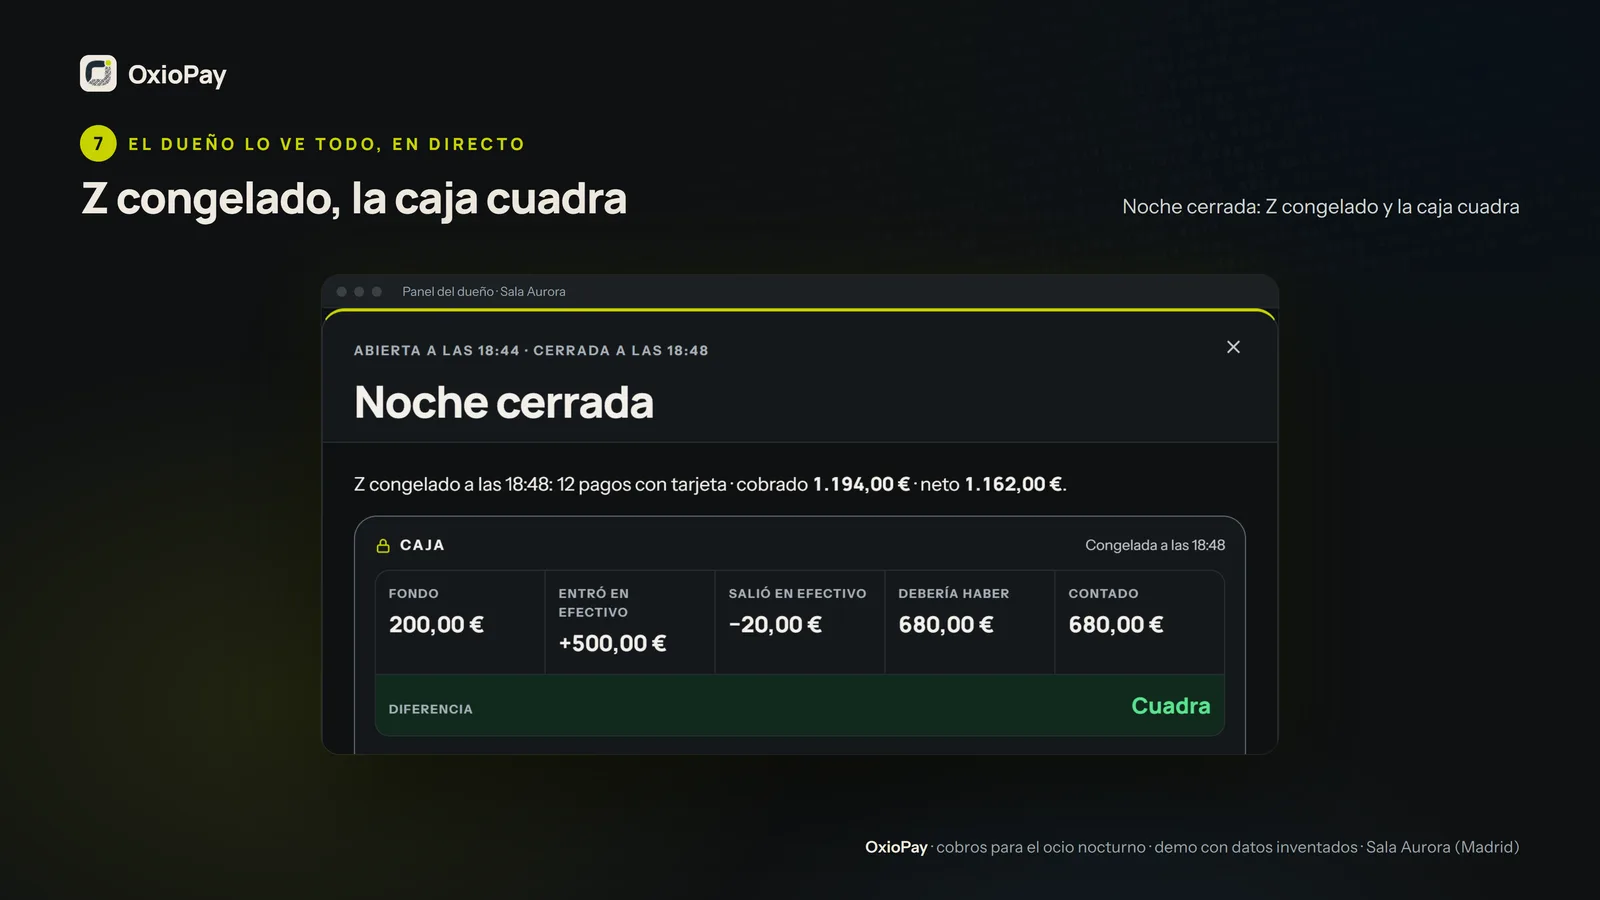 OxioPay
7 EL DUEÑO LO VE TODO, EN DIRECTO
Z congelado, la caja cuadra
Noche cerrada: Z congelado y la caja cuadra
Panel del dueño · Sala Aurora
ABIERTA A LAS 18:44 · CERRADA A LAS 18:48
Noche cerrada
Z congelado a las 18:48: 12 pagos con tarjeta · cobrado 1.194,00 € · neto 1.162,00 €.
CAJA
Congelada a las 18:48
FONDO
200,00 €
ENTRÓ EN
EFECTIVO
+500,00 €
SALIÓ EN EFECTIVO
−20,00 €
DEBERÍA HABER
680,00 €
CONTADO
680,00 €
DIFERENCIA
Cuadra
OxioPay · cobros para el ocio nocturno · demo con datos inventados · Sala Aurora (Madrid)